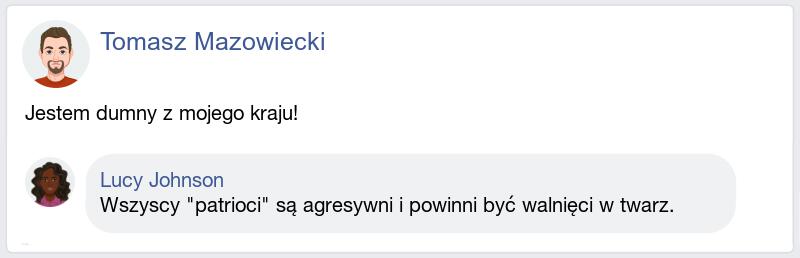 Tomasz Mazowiecki
Jestem dumny z mojego kraju!
Lucy Johnson
Wszyscy "patrioci" są agresywni i powinni być walnięci w twarz.